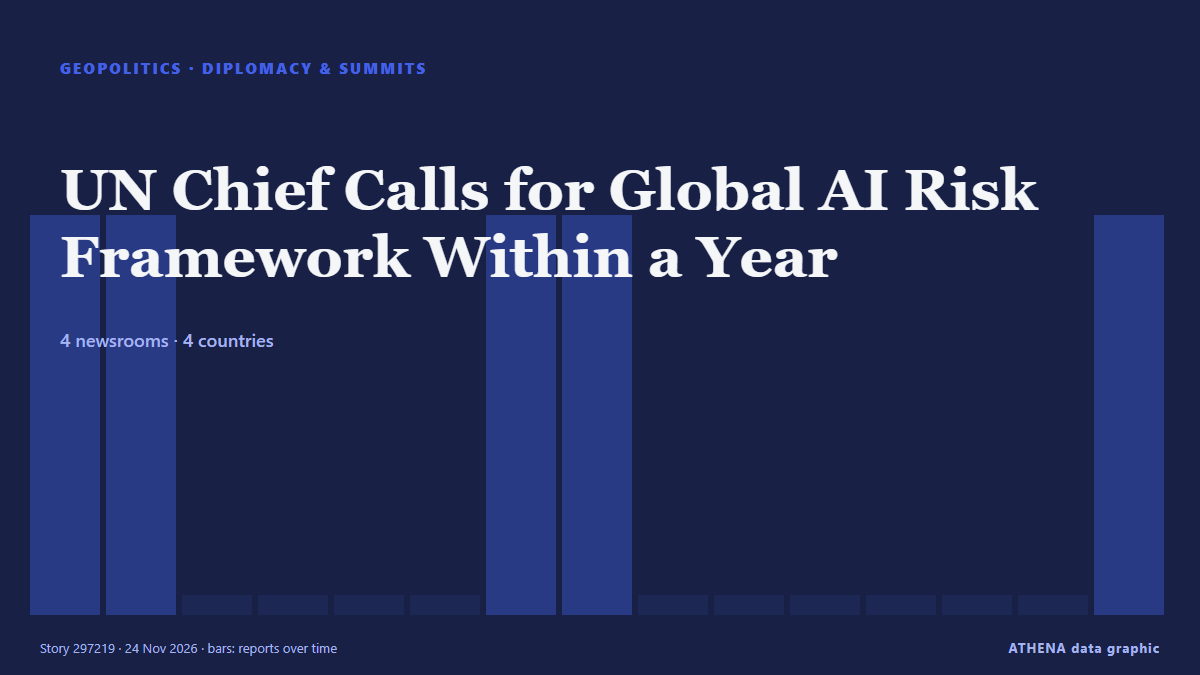 GEOPOLITICS · DIPLOMACY & SUMMITS
UN Chief Calls for Global AI Risk
Framework Within a Year
4 newsrooms · 4 countries
Story 297219 · 24 Nov 2026 · bars: reports over time
ATHENA data graphic